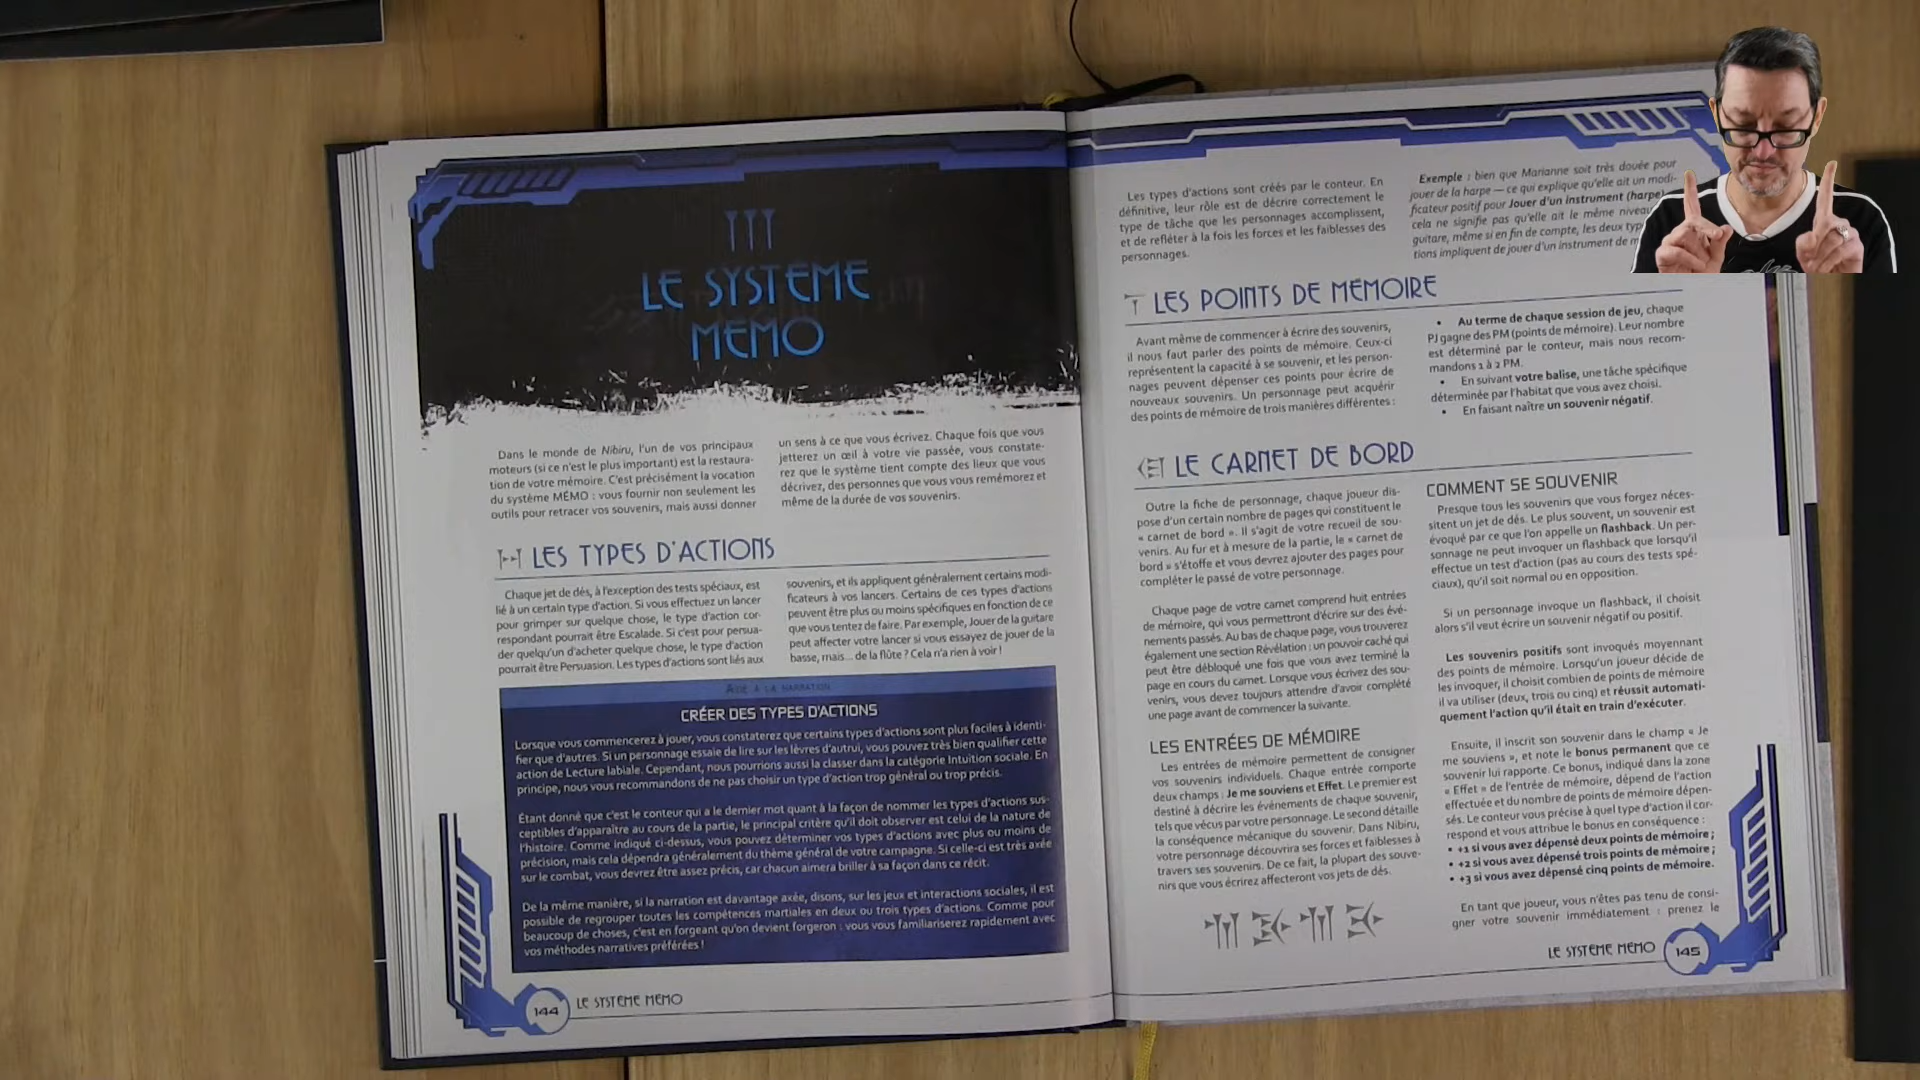 LE SYSTEME
MEMO
Dans le monde de Nibiru, l'un de vos principaux
moteurs (si ce n'est le plus important) est la restaura-
tion de votre mémoire. C'est précisément la vocation
du système MÉMO : vous fournir non seulement les
outils pour retracer vos souvenirs, mais aussi donner
un sens à ce que vous écrivez. Chaque fois que vous
jetterez un œil à votre vie passée, vous constate-
rez que le système tient compte des lieux que vous
décrivez, des personnes que vous vous remémorez et
même de la durée de vos souvenirs.
LES TYPES D'ACTIONS
Chaque jet de dés, à l'exception des tests spéciaux, est
lié à un certain type d'action. Si vous effectuez un lancer
pour grimper sur quelque chose, le type d'action cor-
respondant pourrait être Escalade. Si c'est pour persua-
der quelqu'un d'acheter quelque chose, le type d'action
pourrait être Persuasion. Les types d'actions sont liés aux
souvenirs, et ils appliquent généralement certains modi-
ficateurs à vos lancers. Certains de ces types d'actions
peuvent être plus ou moins spécifiques en fonction de ce
que vous tentez de faire. Par exemple, Jouer de la guitare
peut affecter votre lancer si vous essayez de jouer de la
basse, mais... de la flûte ? Cela n'a rien à voir !
AIDE À LA NARRATION
CRÉER DES TYPES D'ACTIONS
Lorsque vous commencerez à jouer, vous constaterez que certains types d'actions sont plus faciles à identi-
fier que d'autres. Si un personnage essaie de lire sur les lèvres d'autrui, vous pouvez très bien qualifier cette
action de Lecture labiale. Cependant, nous pourrions aussi la classer dans la catégorie Intuition sociale. En
principe, nous vous recommandons de ne pas choisir un type d'action trop général ou trop précis.
Étant donné que c'est le conteur qui a le dernier mot quant à la façon de nommer les types d'actions sus-
ceptibles d'apparaître au cours de la partie, le principal critère qu'il doit observer est celui de la nature de
l'histoire. Comme indiqué ci-dessus, vous pouvez déterminer vos types d'actions avec plus ou moins de
précision, mais cela dépendra généralement du thème général de votre campagne. Si celle-ci est très axée
sur le combat, vous devrez être assez précis, car chacun aimera briller à sa façon dans ce récit.
De la même manière, si la narration est davantage axée, disons, sur les jeux et interactions sociales, il est
possible de regrouper toutes les compétences martiales en deux ou trois types d'actions. Comme pour
beaucoup de choses, c'est en forgeant qu'on devient forgeron : vous vous familiariserez rapidement avec
vos méthodes narratives préférées !
144 LE SYSTEME MEMO
Les types d'actions sont créés par le conteur. En
définitive, leur rôle est de décrire correctement le
type de tâche que les personnages accomplissent,
et de refléter à la fois les forces et les faiblesses des
personnages.
Exemple : bien que Marianne soit très douée pour
jouer de la harpe — ce qui explique qu'elle ait un modi-
ficateur positif pour Jouer d'un instrument (harpe)
cela ne signifie pas qu'elle ait le même niveau
guitare, même si en fin de compte, les deux
tions impliquent de jouer d'un instrument de
LES POINTS DE MEMOIRE
Avant même de commencer à écrire des souvenirs,
il nous faut parler des points de mémoire. Ceux-ci
représentent la capacité à se souvenir, et les person-
nages peuvent dépenser ces points pour écrire de
nouveaux souvenirs. Un personnage peut acquérir
des points de mémoire de trois manières différentes :
• Au terme de chaque session de jeu, chaque
PJ gagne des PM (points de mémoire). Leur nombre
est déterminé par le conteur, mais nous recom-
mandons 1 à 2 PM.
• En suivant votre balise, une tâche spécifique
déterminée par l'habitat que vous avez choisi.
• En faisant naître un souvenir négatif.
LE CARNET DE BORD
Outre la fiche de personnage, chaque joueur dis-
pose d'un certain nombre de pages qui constituent le
« carnet de bord ». Il s'agit de votre recueil de sou-
venirs. Au fur et à mesure de la partie, le « carnet de
bord » s'étoffe et vous devrez ajouter des pages pour
compléter le passé de votre personnage.
Chaque page de votre carnet comprend huit entrées
de mémoire, qui vous permettront d'écrire sur des évé-
nements passés. Au bas de chaque page, vous trouverez
également une section Révélation : un pouvoir caché qui
peut être débloqué une fois que vous avez terminé la
page en cours du carnet. Lorsque vous écrivez des sou-
venirs, vous devez toujours attendre d'avoir complété
une page avant de commencer la suivante.
LES ENTRÉES DE MÉMOIRE
Les entrées de mémoire permettent de consigner
vos souvenirs individuels. Chaque entrée comporte
deux champs : Je me souviens et Effet. Le premier est
destiné à décrire les événements de chaque souvenir,
tels que vécus par votre personnage. Le second détaille
la conséquence mécanique du souvenir. Dans Nibiru,
votre personnage découvrira ses forces et faiblesses à
travers ses souvenirs. De ce fait, la plupart des souve-
nirs que vous écrirez affecteront vos jets de dés.
COMMENT SE SOUVENIR
Presque tous les souvenirs que vous forgez néces-
sitent un jet de dés. Le plus souvent, un souvenir est
évoqué par ce que l'on appelle un flashback. Un per-
sonnage ne peut invoquer un flashback que lorsqu'il
effectue un test d'action (pas au cours des tests spé-
ciaux), qu'il soit normal ou en opposition.
Si un personnage invoque un flashback, il choisit
alors s'il veut écrire un souvenir négatif ou positif.
Les souvenirs positifs sont invoqués moyennant
des points de mémoire. Lorsqu'un joueur décide de
les invoquer, il choisit combien de points de mémoire
il va utiliser (deux, trois ou cinq) et réussit automati-
quement l'action qu'il était en train d'exécuter.
Ensuite, il inscrit son souvenir dans le champ « Je
me souviens », et note le bonus permanent que ce
souvenir lui rapporte. Ce bonus, indiqué dans la zone
« Effet » de l'entrée de mémoire, dépend de l'action
effectuée et du nombre de points de mémoire dépen-
sés. Le conteur vous précise à quel type d'action il cor-
respond et vous attribue le bonus en conséquence :
• +1 si vous avez dépensé deux points de mémoire ;
• +2 si vous avez dépensé trois points de mémoire ;
• +3 si vous avez dépensé cinq points de mémoire.
En tant que joueur, vous n'êtes pas tenu de consi-
gner votre souvenir immédiatement : prenez le
LE SYSTEME MEMO 145